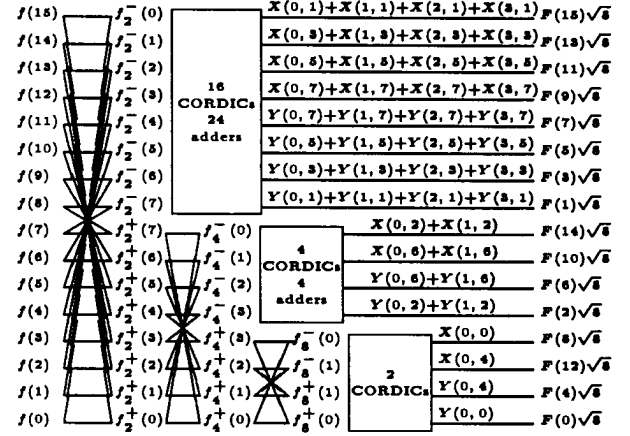 f(15) f₂⁻(0) X(0,1)+X(1,1)+X(2,1)+X(3,1) F(15)√8
f(14) f₂⁻(1) X(0,3)+X(1,3)+X(2,3)+X(3,3) F(13)√8
f(13) f₂⁻(2) X(0,5)+X(1,5)+X(2,5)+X(3,5) F(11)√8
f(12) f₂⁻(3) X(0,7)+X(1,7)+X(2,7)+X(3,7) F(9)√8
f(11) f₂⁻(4) Y(0,7)+Y(1,7)+Y(2,7)+Y(3,7) F(7)√8
f(10) f₂⁻(5) Y(0,5)+Y(1,5)+Y(2,5)+Y(3,5) F(5)√8
f(9) f₂⁻(6) Y(0,3)+Y(1,3)+Y(2,3)+Y(3,3) F(3)√8
f(8) f₂⁻(7) Y(0,1)+Y(1,1)+Y(2,1)+Y(3,1) F(1)√8
16
CORDICs
24
adders
f(7) f₂⁺(7) f₄⁻(0) X(0,2)+X(1,2) F(14)√8
f(6) f₂⁺(6) f₄⁻(1) X(0,6)+X(1,6) F(10)√8
f(5) f₂⁺(5) f₄⁻(2) Y(0,6)+Y(1,6) F(6)√8
f(4) f₂⁺(4) f₄⁻(3) Y(0,2)+Y(1,2) F(2)√8
4
CORDICs
4
adders
f(3) f₂⁺(3) f₄⁺(3) f₈⁻(0) X(0,0) F(8)√8
f(2) f₂⁺(2) f₄⁺(2) f₈⁻(1) X(0,4) F(12)√8
f(1) f₂⁺(1) f₄⁺(1) f₈⁺(1) Y(0,4) F(4)√8
f(0) f₂⁺(0) f₄⁺(0) f₈⁺(0) Y(0,0) F(0)√8
2
CORDICs